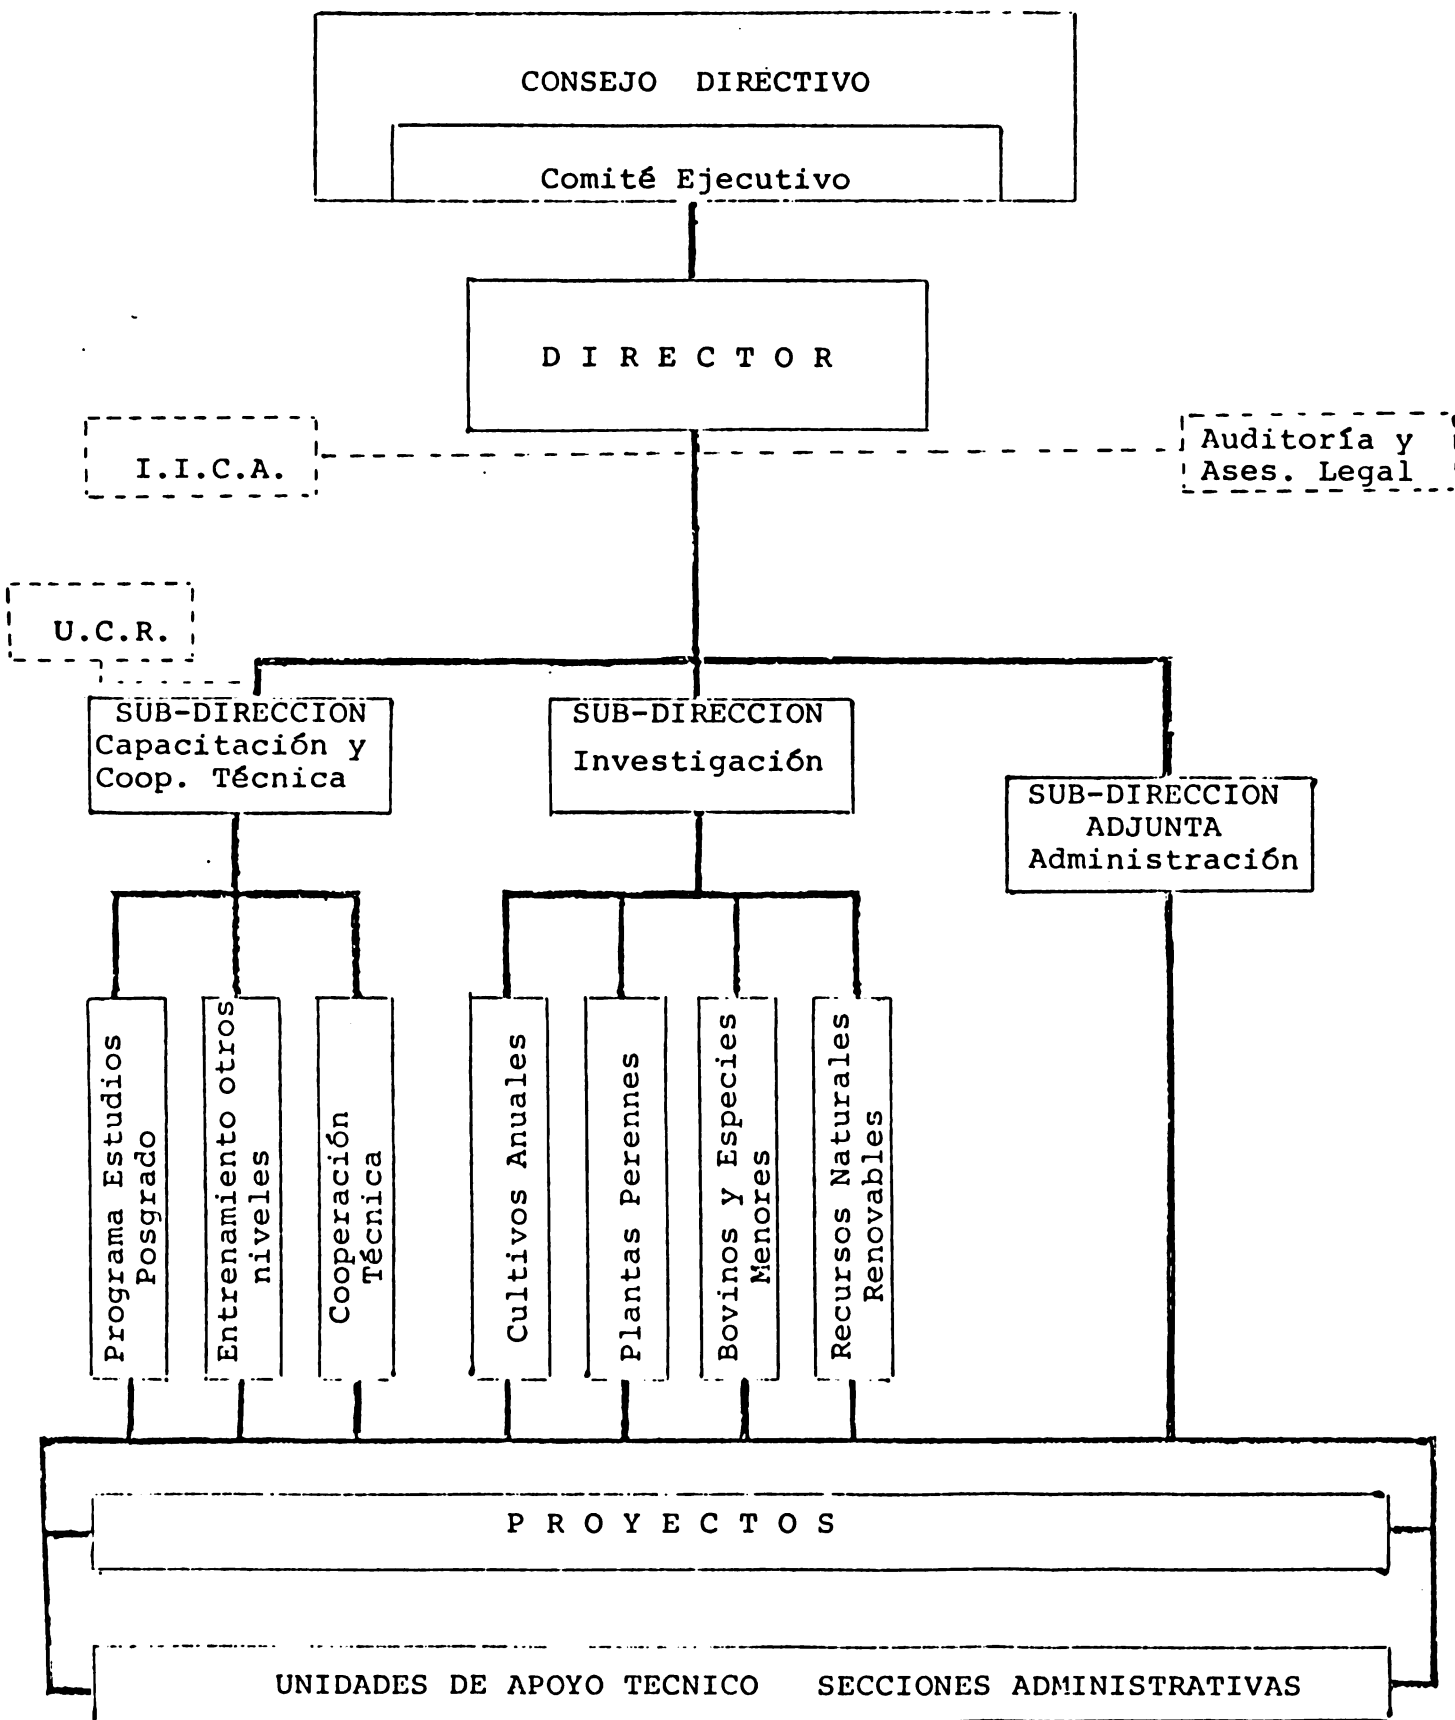 CONSEJO DIRECTIVO
Comité Ejecutivo
D I R E C T O R
I.I.C.A.
Auditoría y
Ases. Legal
U.C.R.
SUB-DIRECCION
Capacitación y
Coop. Técnica
SUB-DIRECCION
Investigación
SUB-DIRECCION
ADJUNTA
Administración
Programa Estudios
Posgrado
Entrenamiento otros
niveles
Cooperación
Técnica
Cultivos Anuales
Plantas Perennes
Bovinos y Especies
Menores
Recursos Naturales
Renovables
P R O Y E C T O S
UNIDADES DE APOYO TECNICO SECCIONES ADMINISTRATIVAS